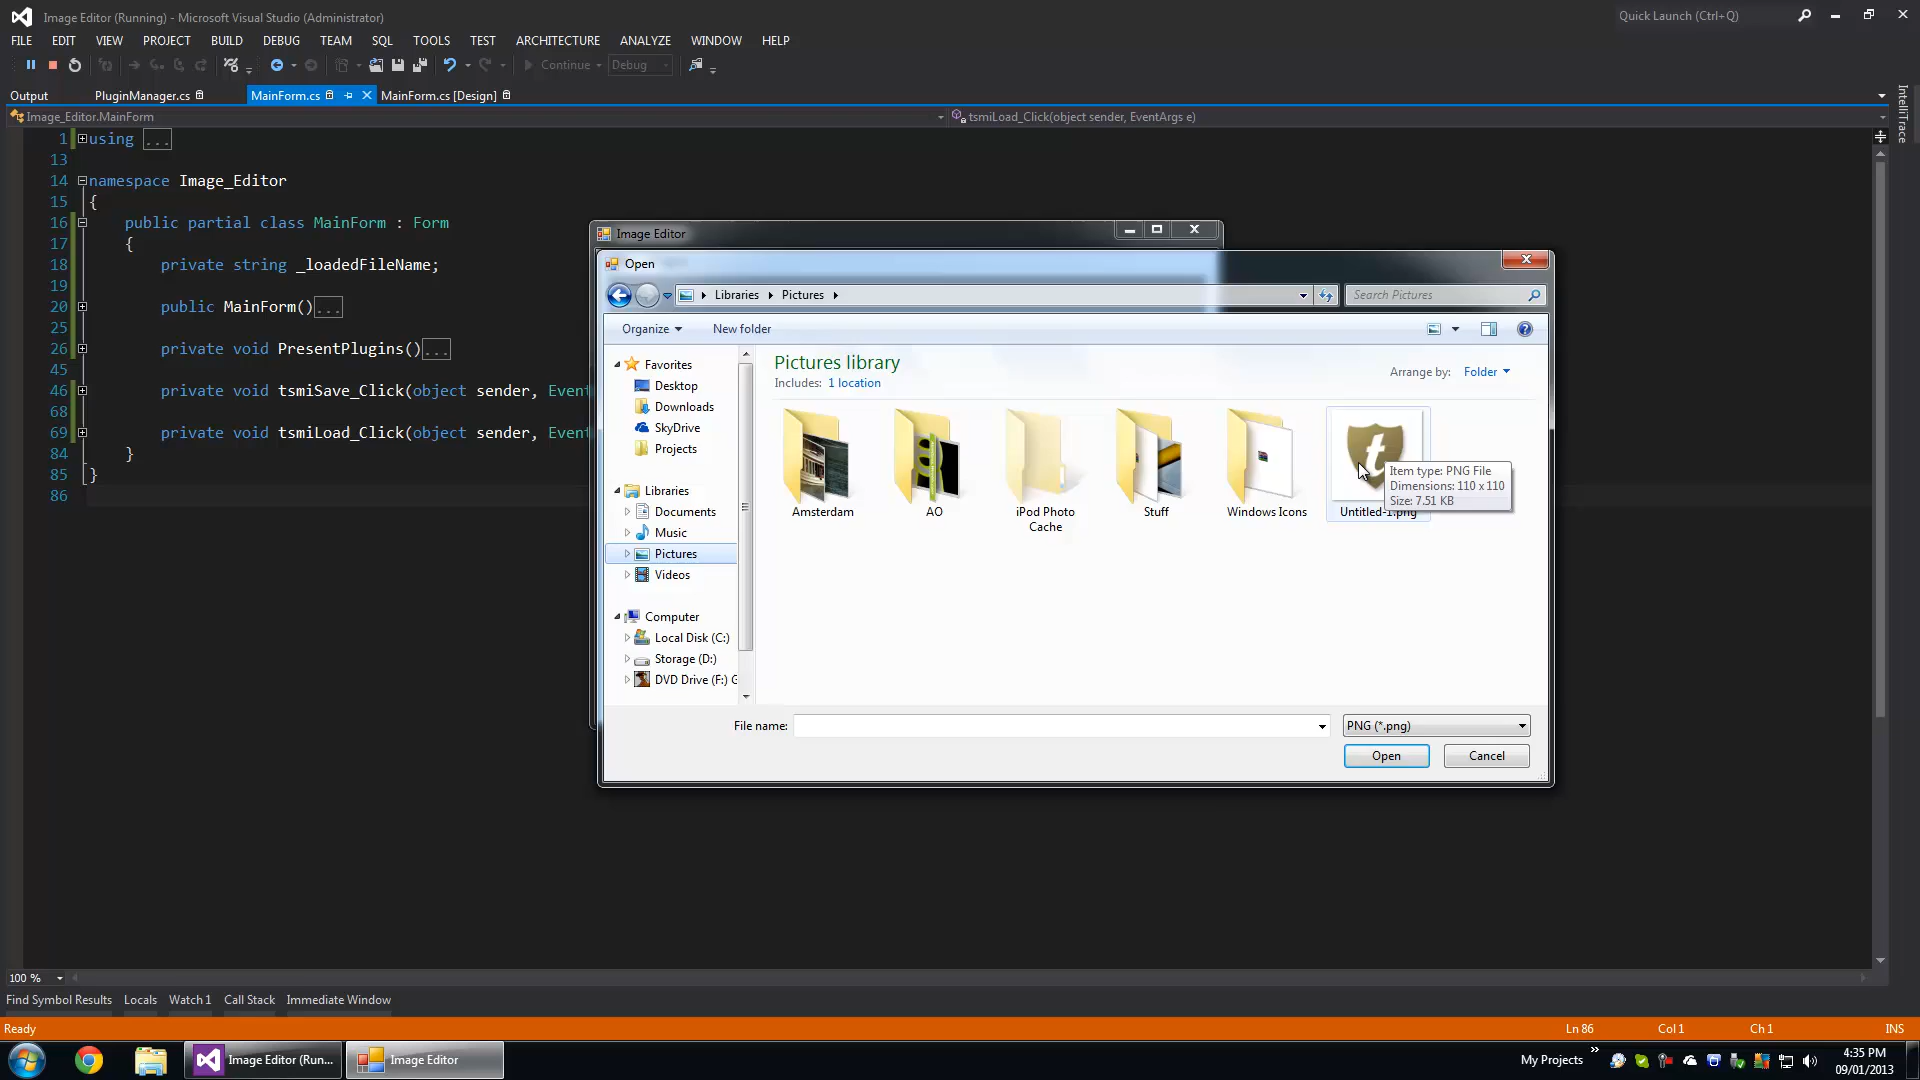 Image Editor (Running) - Microsoft Visual Studio (Administrator)
Quick Launch (Ctrl+Q)
FILE EDIT VIEW PROJECT BUILD DEBUG TEAM SQL TOOLS TEST ARCHITECTURE ANALYZE WINDOW HELP
Continue Debug
Output PluginManager.cs MainForm.cs MainForm.cs [Design]
IntelliTrace
Image_Editor.MainForm
tsmiLoad_Click(object sender, EventArgs e)
1 using ...
13
14 namespace Image_Editor
15 {
16 public partial class MainForm : Form
17 {
18 private string _loadedFileName;
19
20 public MainForm()...
25
26 private void PresentPlugins()...
45
46 private void tsmiSave_Click(object sender, Event
68
69 private void tsmiLoad_Click(object sender, Event
84 }
85 }
86
Image Editor
Open
Libraries Pictures
Search Pictures
Organize New folder
Favorites
Desktop
Downloads
SkyDrive
Projects
Libraries
Documents
Music
Pictures
Videos
Computer
Local Disk (C:)
Storage (D:)
DVD Drive (F:) G
Pictures library
Includes: 1 location
Arrange by: Folder
t
Amsterdam
AO
iPod Photo
Cache
Stuff
Windows Icons
Untitled-1.png
Item type: PNG File
Dimensions: 110 x 110
Size: 7.51 KB
File name:
PNG (*.png)
Open Cancel
100 %
Find Symbol Results Locals Watch 1 Call Stack Immediate Window
Ready
Ln 86 Col 1 Ch 1 INS
Image Editor (Run...
Image Editor
My Projects
4:35 PM
09/01/2013